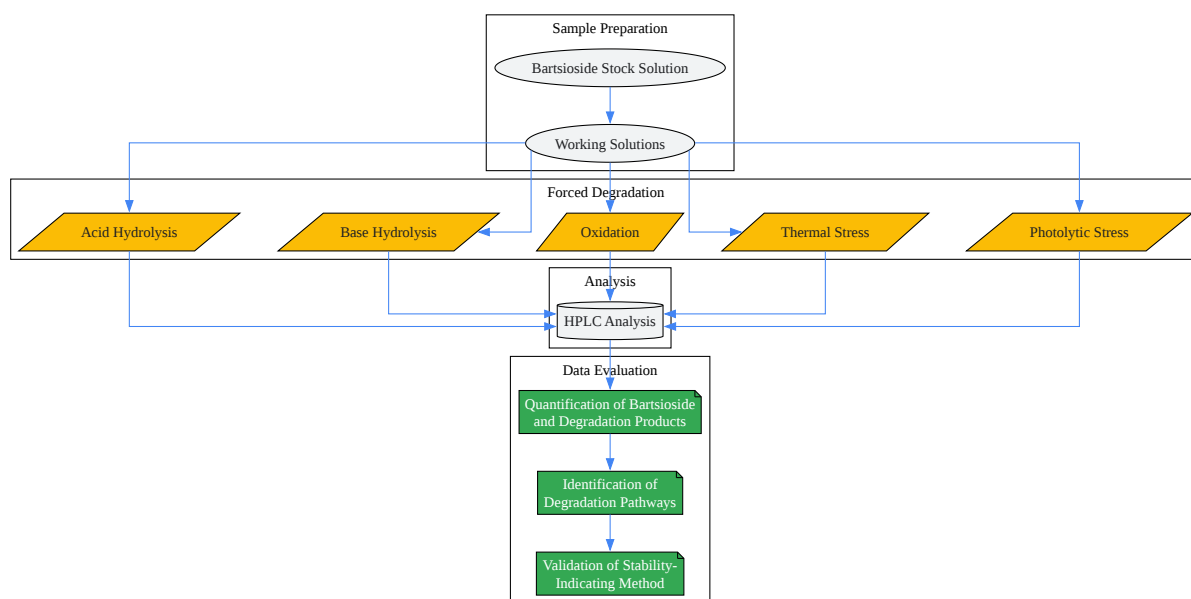 Sample Preparation
Bartsioside Stock Solution
Working Solutions
Forced Degradation
Acid Hydrolysis
Base Hydrolysis
Oxidation
Thermal Stress
Photolytic Stress
Analysis
HPLC Analysis
Data Evaluation
Quantification of Bartsioside
and Degradation Products
Identification of
Degradation Pathways
Validation of Stability-
Indicating Method